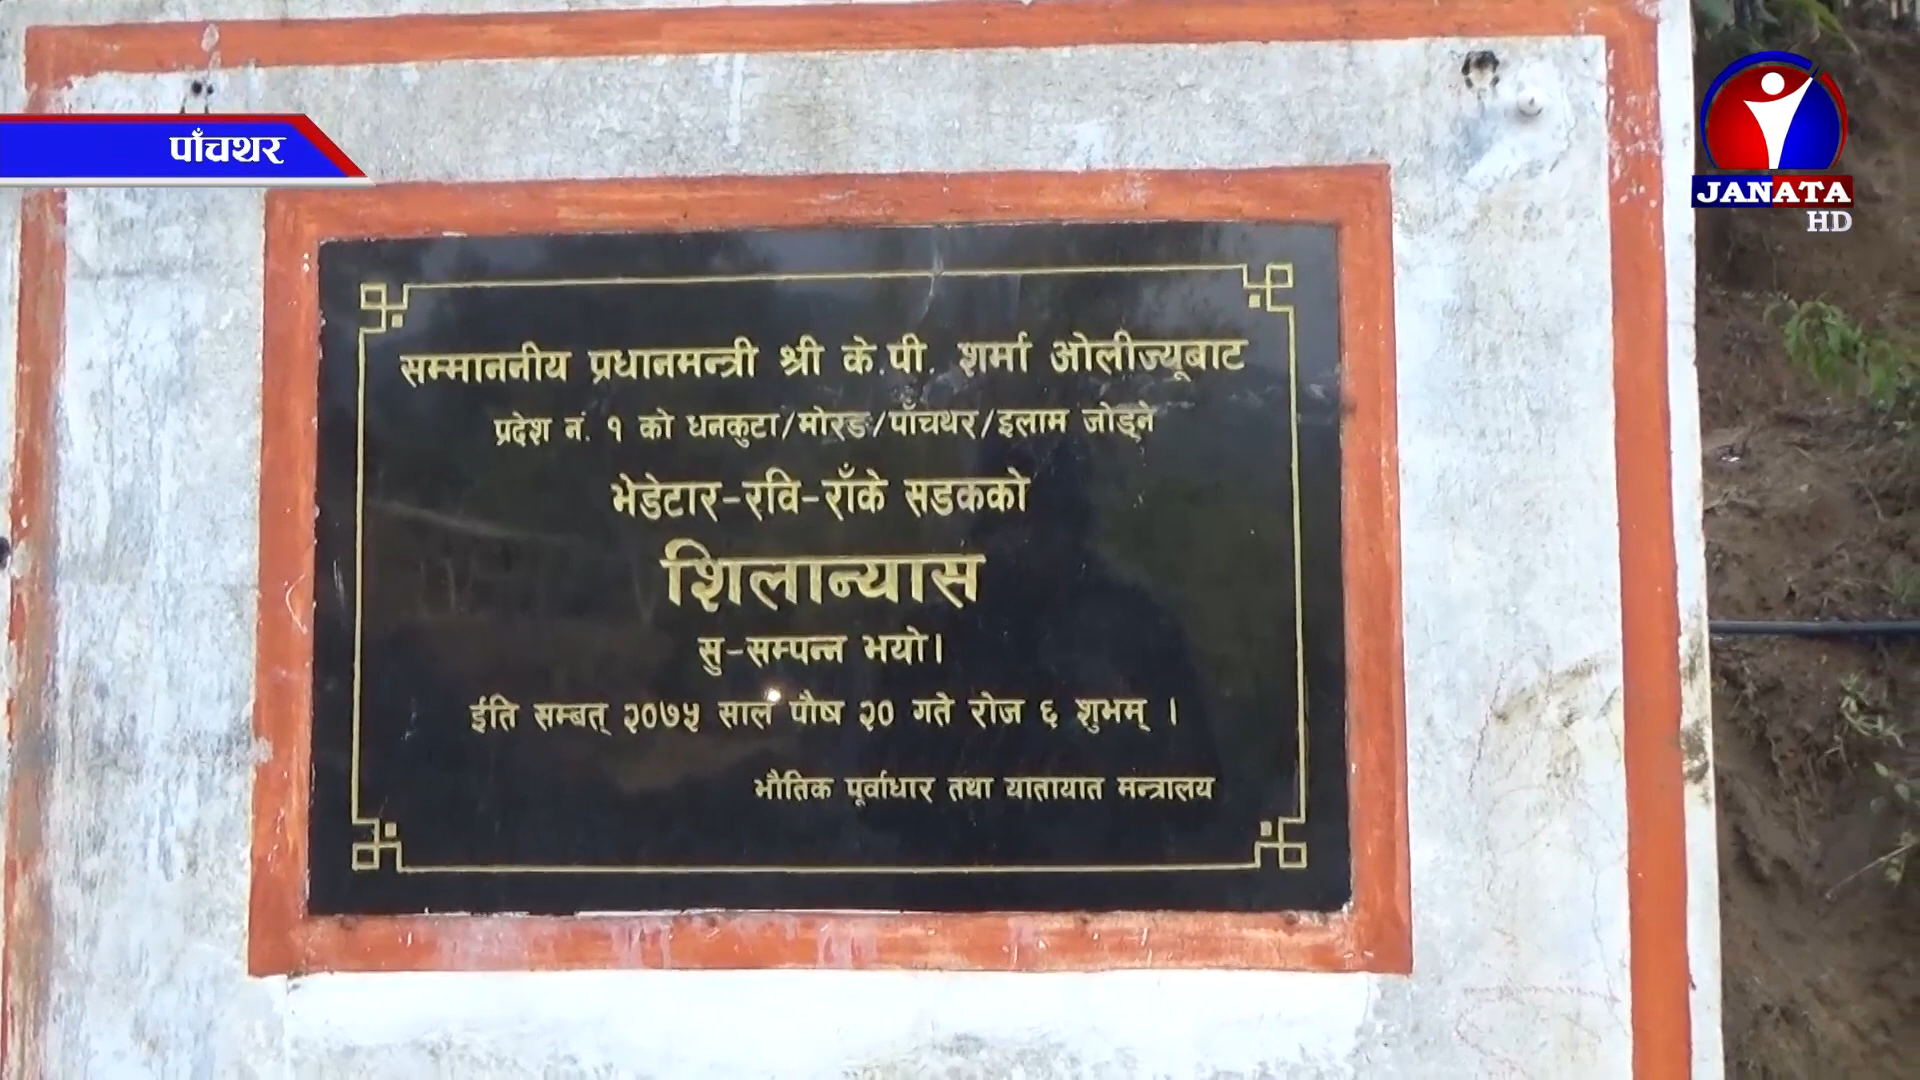 पाँचथर
JANATA
HD
सम्माननीय प्रधानमन्त्री श्री के.पी. शर्मा ओलीज्यूबाट
प्रदेश नं. १ को धनकुटा/मोरङ/पाँचथर/इलाम जोड्ने
भेडेटार-रवि-राँके सडकको
शिलान्यास
सु-सम्पन्न भयो।
ईति सम्बत् २०७५ साल पौष २० गते रोज ६ शुभम् ।
भौतिक पूर्वाधार तथा यातायात मन्त्रालय